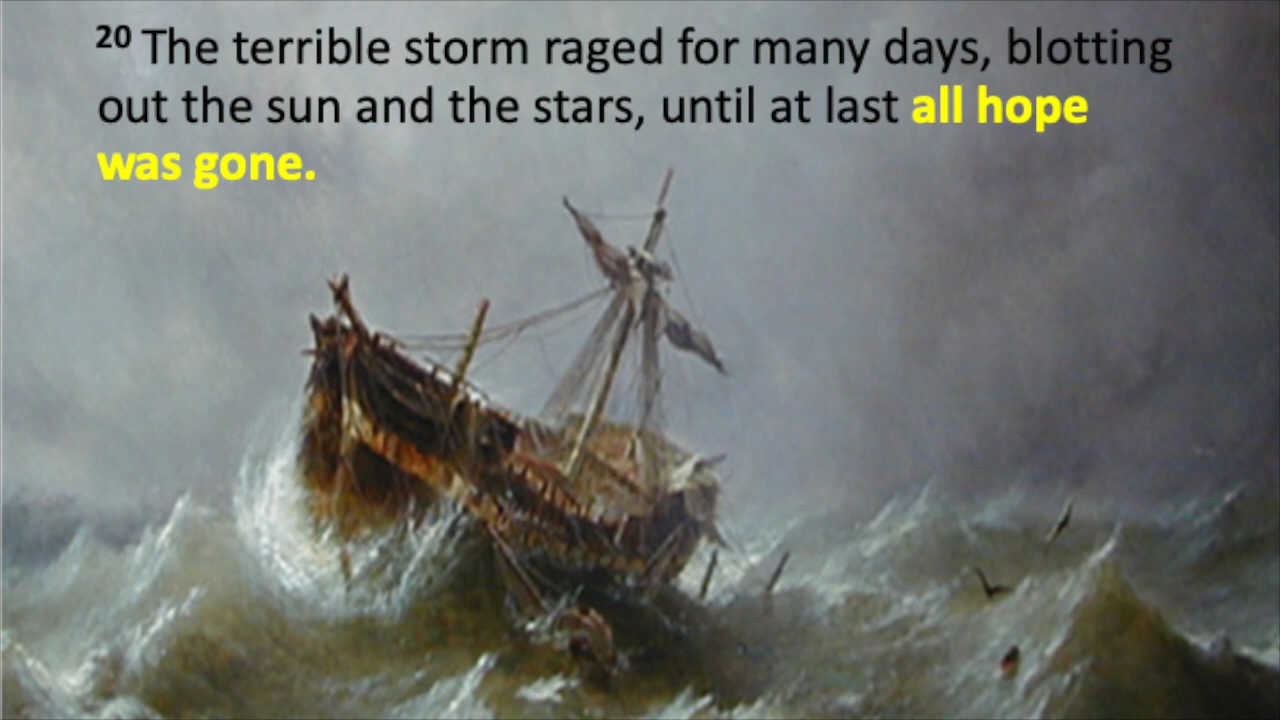 20 The terrible storm raged for many days, blotting
out the sun and the stars, until at last all hope
was gone.